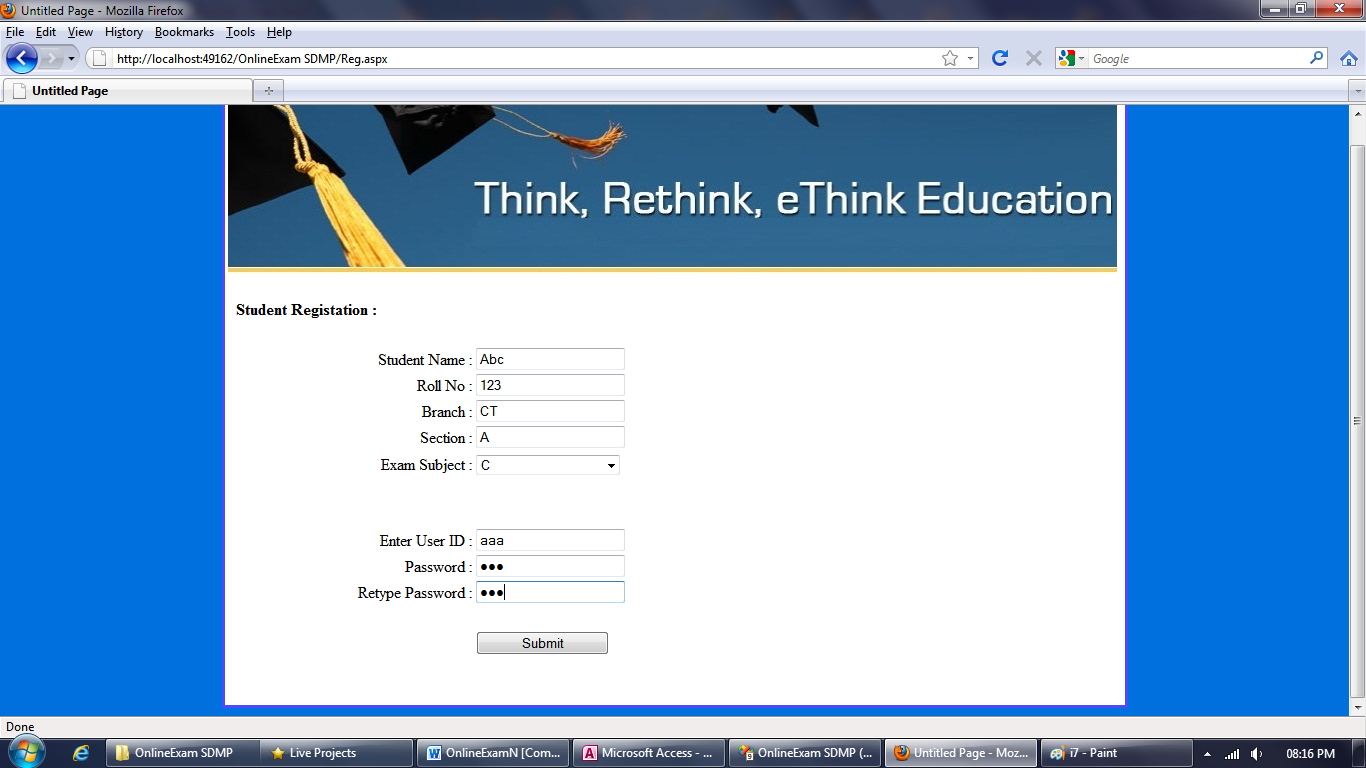 Untitled Page - Mozilla Firefox
File Edit View History Bookmarks Tools Help
http://localhost:49162/OnlineExam SDMP/Reg.aspx
Google
Untitled Page
Think, Rethink, eThink Education
Student Registation :
Student Name : Abc
Roll No : 123
Branch : CT
Section : A
Exam Subject : C
Enter User ID : aaa
Password : •••
Retype Password : •••
Submit
Done
OnlineExam SDMP Live Projects OnlineExamN [Com... Microsoft Access - ... OnlineExam SDMP (... Untitled Page - Moz... i7 - Paint 08:16 PM